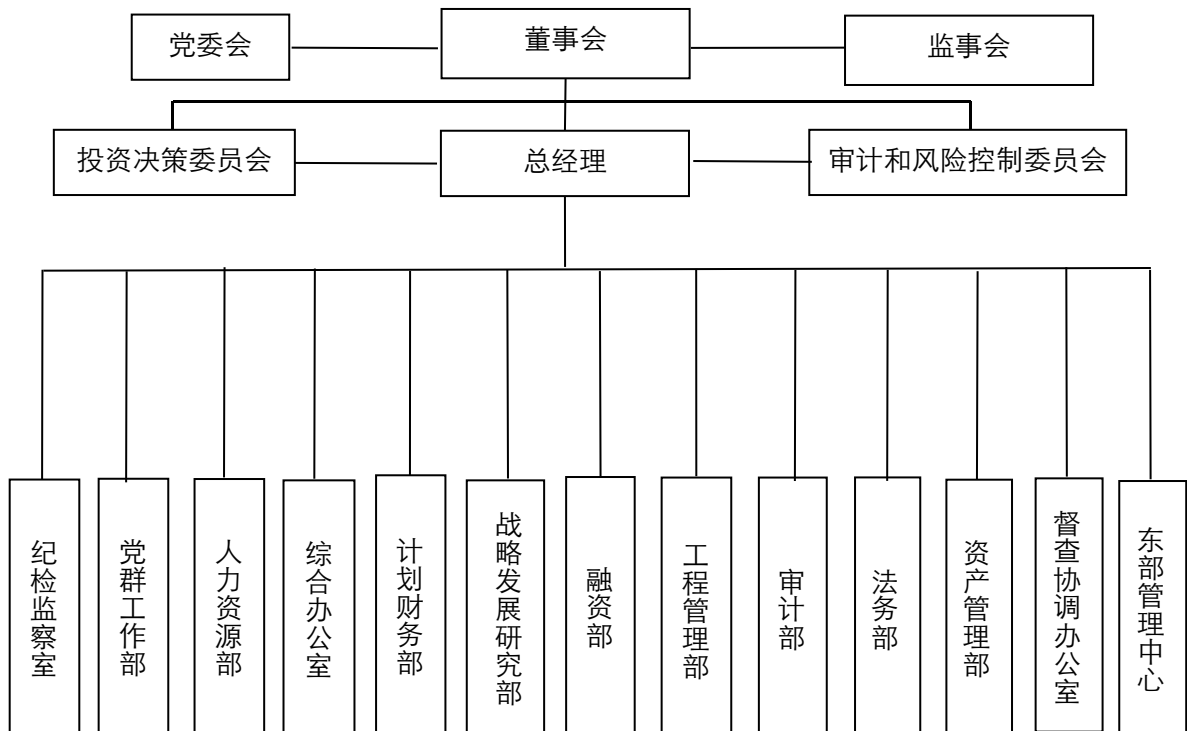 党委会
董事会
监事会
投资决策委员会
总经理
审计和风险控制委员会
纪检监察室
党群工作部
人力资源部
综合办公室
计划财务部
战略发展研究部
融资部
工程管理部
审计部
法务部
资产管理部
督查协调办公室
东部管理中心